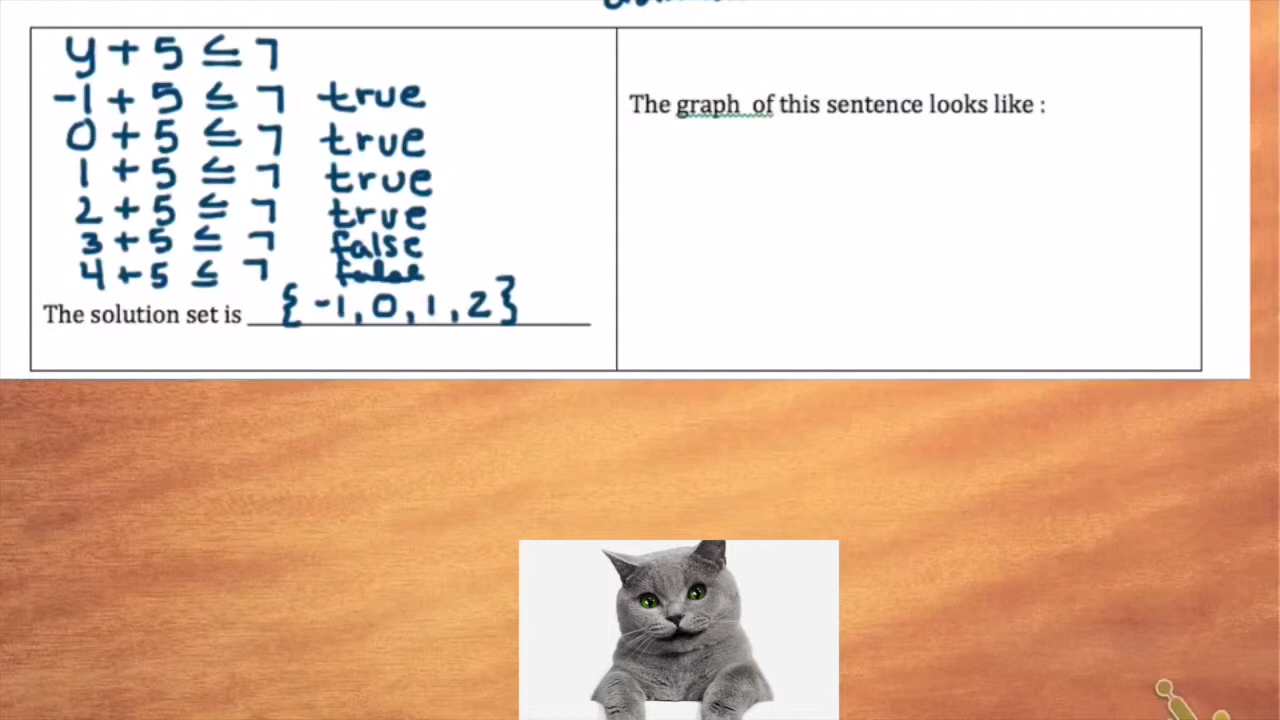 y + 5 ≤ 7
-1 + 5 ≤ 7 true
0 + 5 ≤ 7 true
1 + 5 ≤ 7 true
2 + 5 ≤ 7 true
3 + 5 ≤ 7 false
4 + 5 ≤ 7 false
The solution set is {-1, 0, 1, 2}
The graph of this sentence looks like :